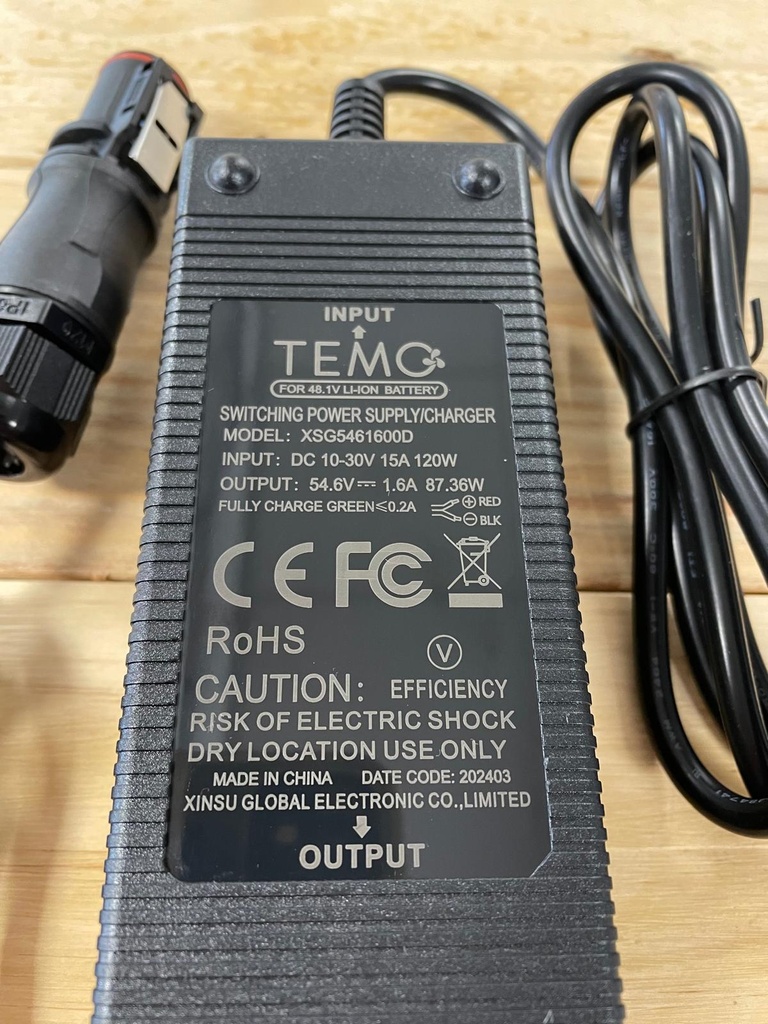 INPUT
TEMO
FOR 48.1V LI-ION BATTERY
SWITCHING POWER SUPPLY/CHARGER
MODEL: XSG5461600D
INPUT: DC 10-30V 15A 120W
OUTPUT: 54.6V⎓ 1.6A 87.36W
FULLY CHARGE GREEN≤0.2A
+ RED
- BLK
CE FC
RoHS
V
CAUTION: EFFICIENCY
RISK OF ELECTRIC SHOCK
DRY LOCATION USE ONLY
MADE IN CHINA DATE CODE: 202403
XINSU GLOBAL ELECTRONIC CO.,LIMITED
OUTPUT